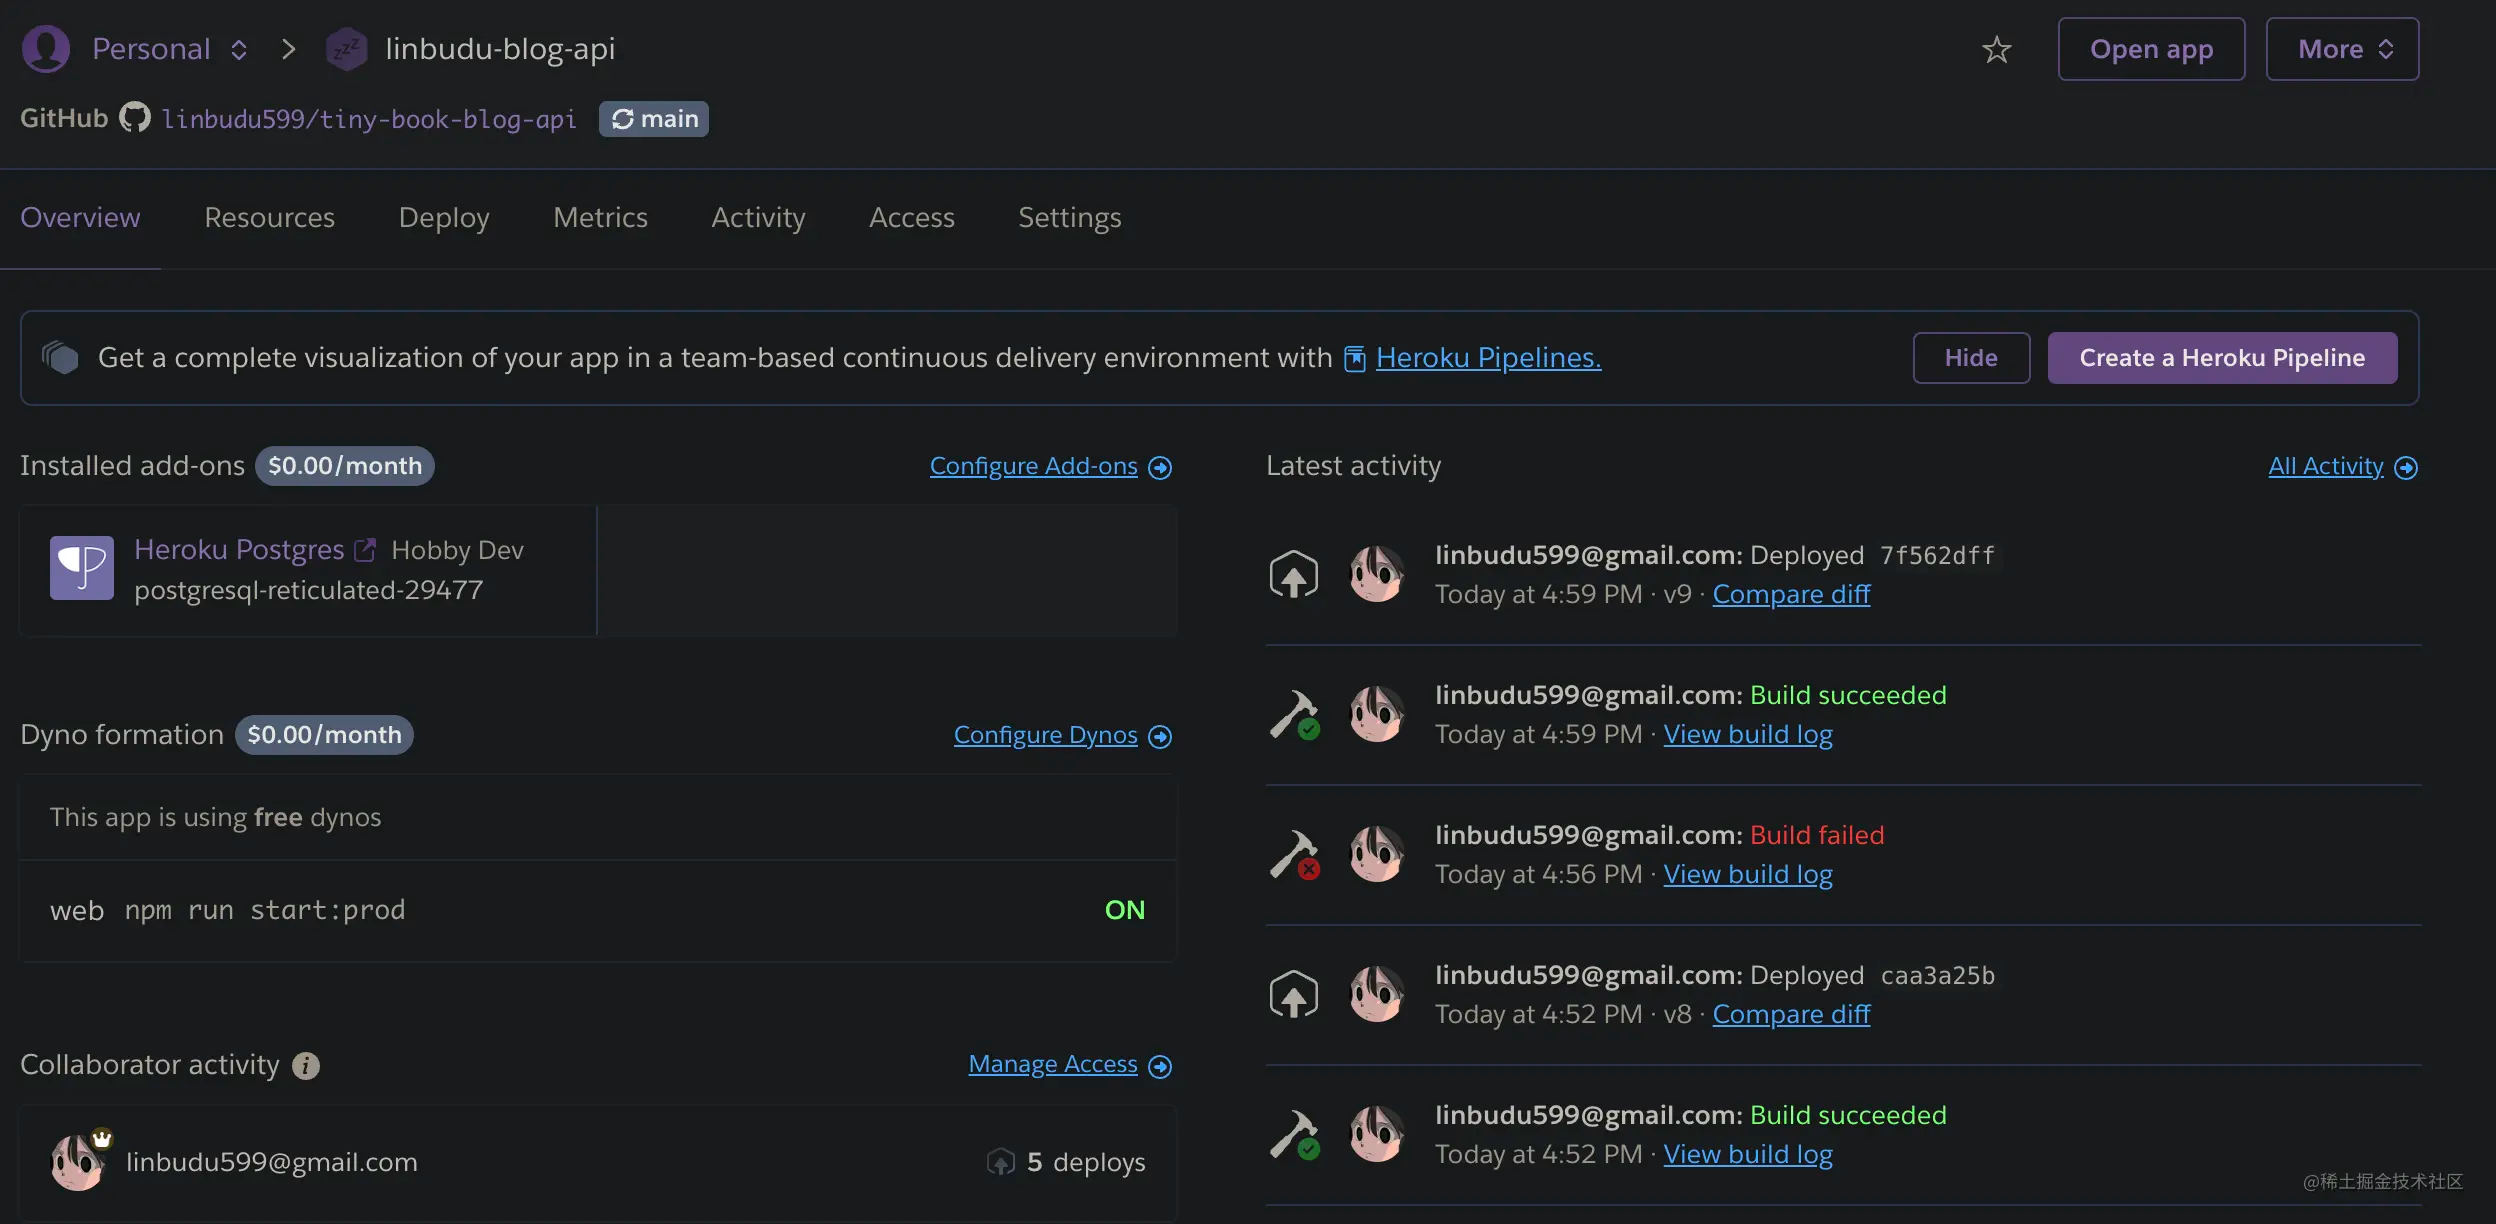 Personal > linbudu-blog-api
Open app
More
GitHub linbudu599/tiny-book-blog-api main
Overview Resources Deploy Metrics Activity Access Settings
Get a complete visualization of your app in a team-based continuous delivery environment with Heroku Pipelines.
Hide
Create a Heroku Pipeline
Installed add-ons $0.00/month
Configure Add-ons
Heroku Postgres Hobby Dev
postgresql-reticulated-29477
Dyno formation $0.00/month
Configure Dynos
This app is using free dynos
web npm run start:prod ON
Collaborator activity
Manage Access
linbudu599@gmail.com 5 deploys
Latest activity
All Activity
linbudu599@gmail.com: Deployed 7f562dff
Today at 4:59 PM · v9 · Compare diff
linbudu599@gmail.com: Build succeeded
Today at 4:59 PM · View build log
linbudu599@gmail.com: Build failed
Today at 4:56 PM · View build log
linbudu599@gmail.com: Deployed caa3a25b
Today at 4:52 PM · v8 · Compare diff
linbudu599@gmail.com: Build succeeded
Today at 4:52 PM · View build log
@稀土掘金技术社区